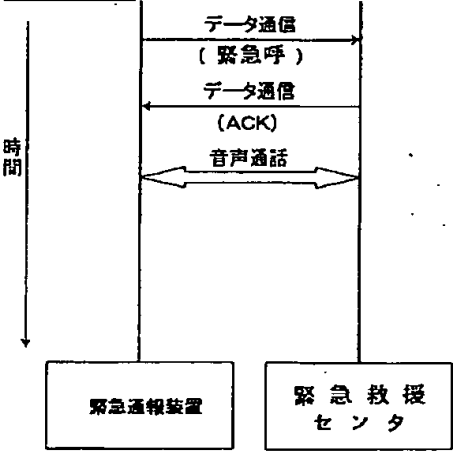 データ通信
(緊急呼)
データ通信
(ACK)
時間
音声通話
緊急通報装置
緊急救援
センタ